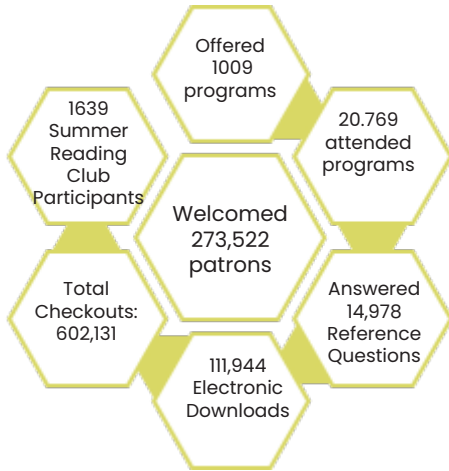 Offered
1009
programs
20.769
attended
programs
Answered
14,978
Reference
Questions
111,944
Electronic
Downloads
Total
Checkouts:
602,131
1639
Summer
Reading
Club
Participants
Welcomed
273,522
patrons